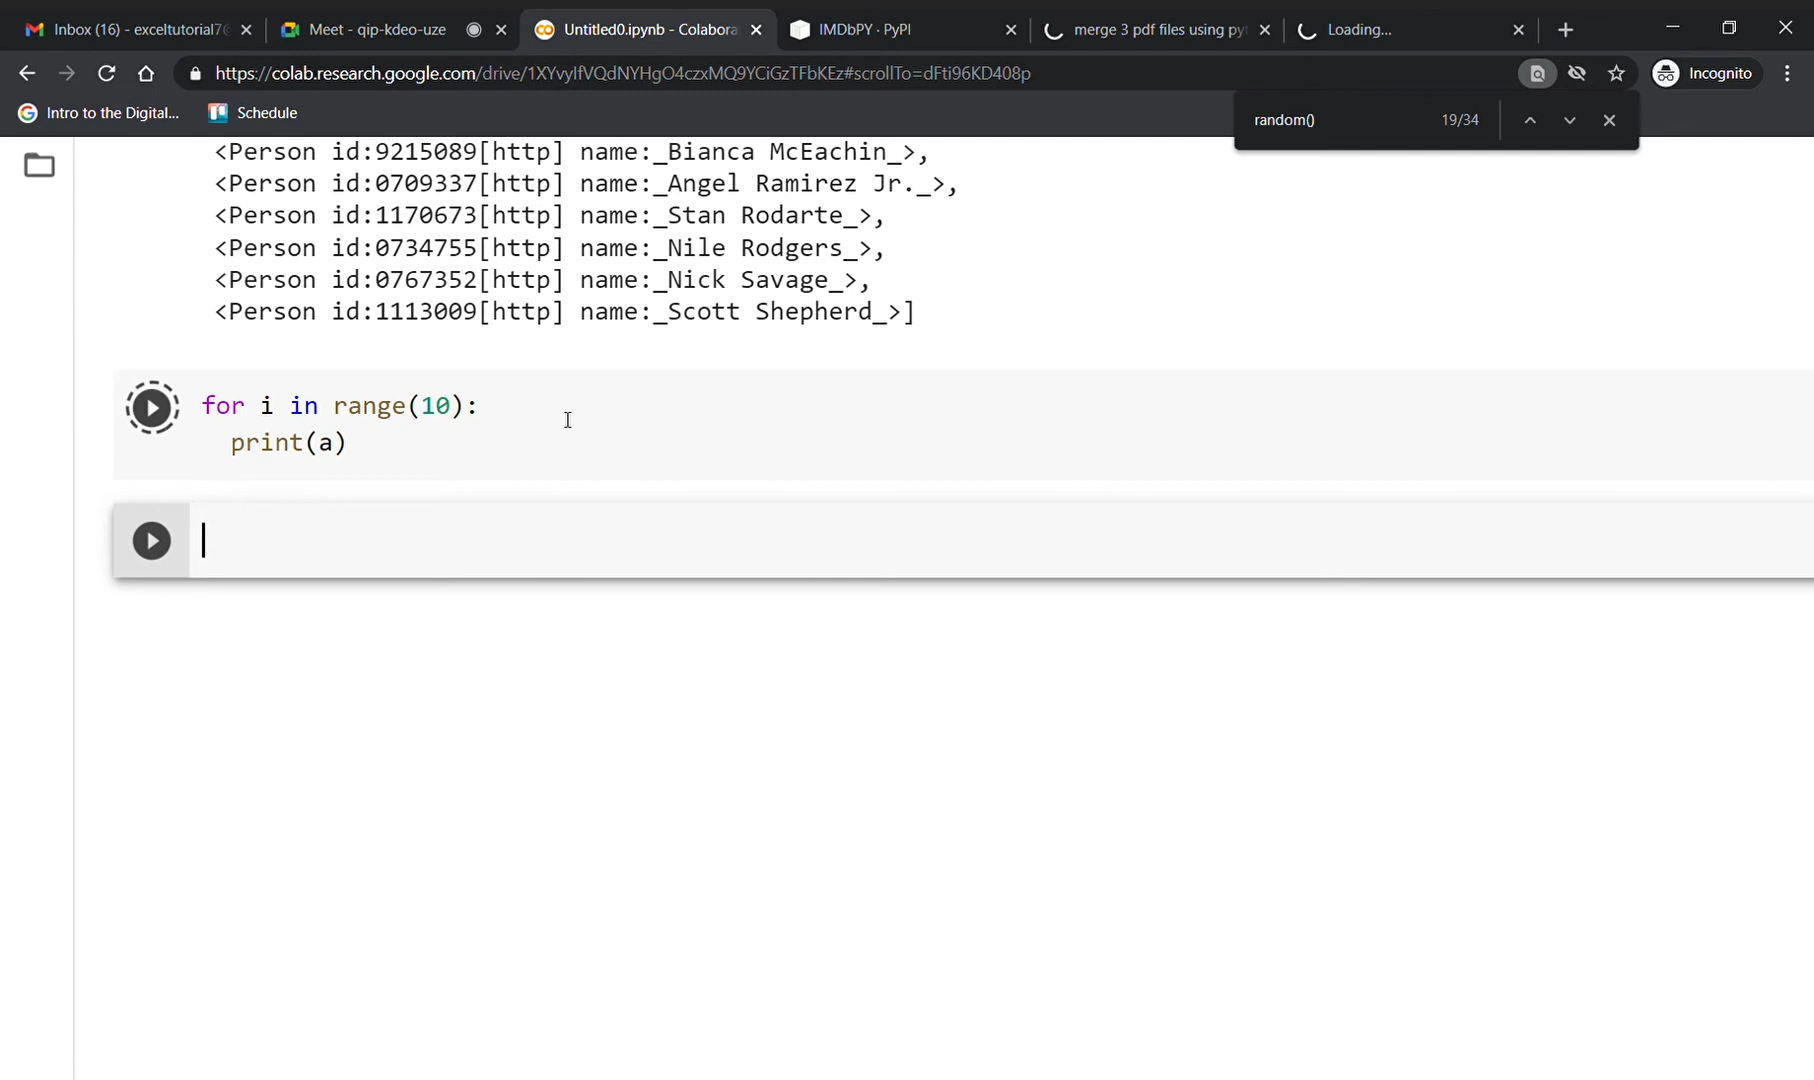 Inbox (16) - exceltutorial7@
Meet - qip-kdeo-uze
Untitled0.ipynb - Colabora
IMDbPY · PyPI
merge 3 pdf files using py
Loading...
https://colab.research.google.com/drive/1XYvyIfVQdNYHgO4czxMQ9YCiGzTFbKEz#scrollTo=dFti96KD408p
Incognito
Intro to the Digital...
Schedule
random()
19/34
<Person id:9215089[http] name:_Bianca McEachin_>,
<Person id:0709337[http] name:_Angel Ramirez Jr._>,
<Person id:1170673[http] name:_Stan Rodarte_>,
<Person id:0734755[http] name:_Nile Rodgers_>,
<Person id:0767352[http] name:_Nick Savage_>,
<Person id:1113009[http] name:_Scott Shepherd_>]
for i in range(10):
print(a)